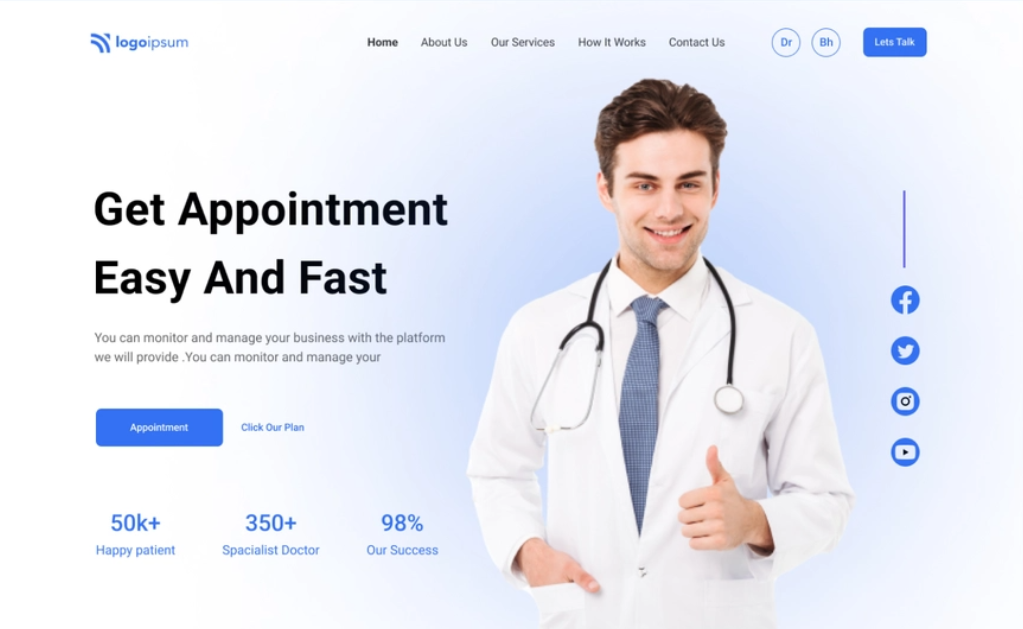 logoipsum
Home About Us Our Services How It Works Contact Us Dr Bh Lets Talk
Get Appointment
Easy And Fast
You can monitor and manage your business with the platform
we will provide .You can monitor and manage your
Appointment Click Our Plan
50k+ 350+ 98%
Happy patient Spacialist Doctor Our Success